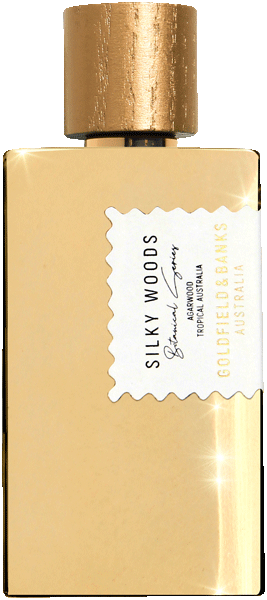 SILKY WOODS
Botanical Series
AGARWOOD
TROPICAL AUSTRALIA
GOLDFIELD & BANKS
AUSTRALIA